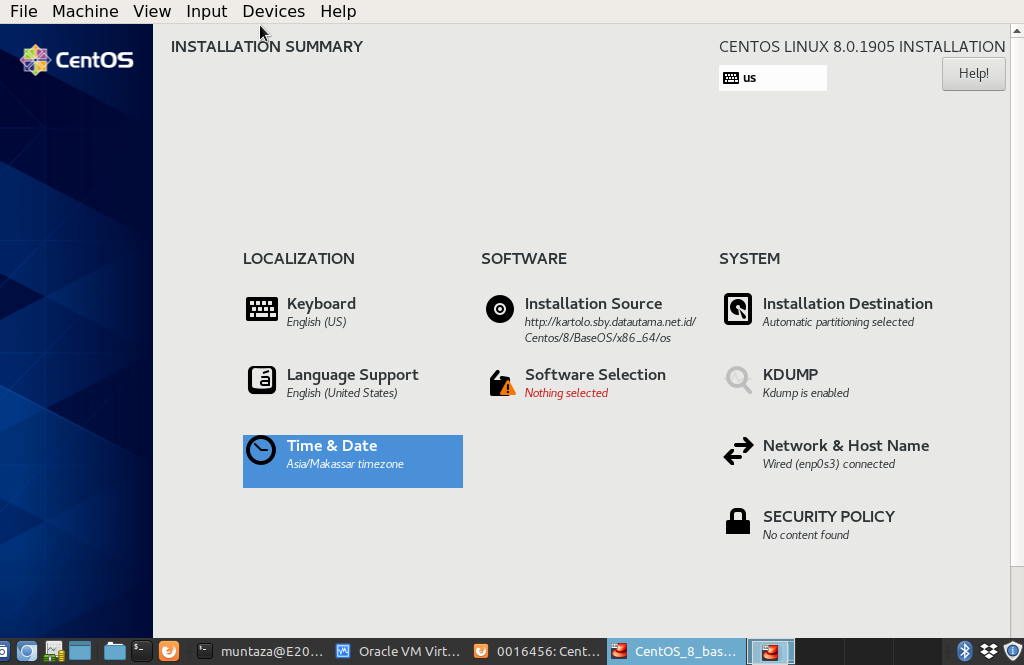 File Machine View Input Devices Help
CentOS
INSTALLATION SUMMARY
CENTOS LINUX 8.0.1905 INSTALLATION
us
Help!
LOCALIZATION
Keyboard
English (US)
Language Support
English (United States)
Time & Date
Asia/Makassar timezone
SOFTWARE
Installation Source
http://kartolo.sby.datautama.net.id/
Centos/8/BaseOS/x86_64/os
Software Selection
Nothing selected
SYSTEM
Installation Destination
Automatic partitioning selected
KDUMP
Kdump is enabled
Network & Host Name
Wired (enp0s3) connected
SECURITY POLICY
No content found
muntaza@E20... Oracle VM Virt... 0016456: Cent... CentOS_8_bas...